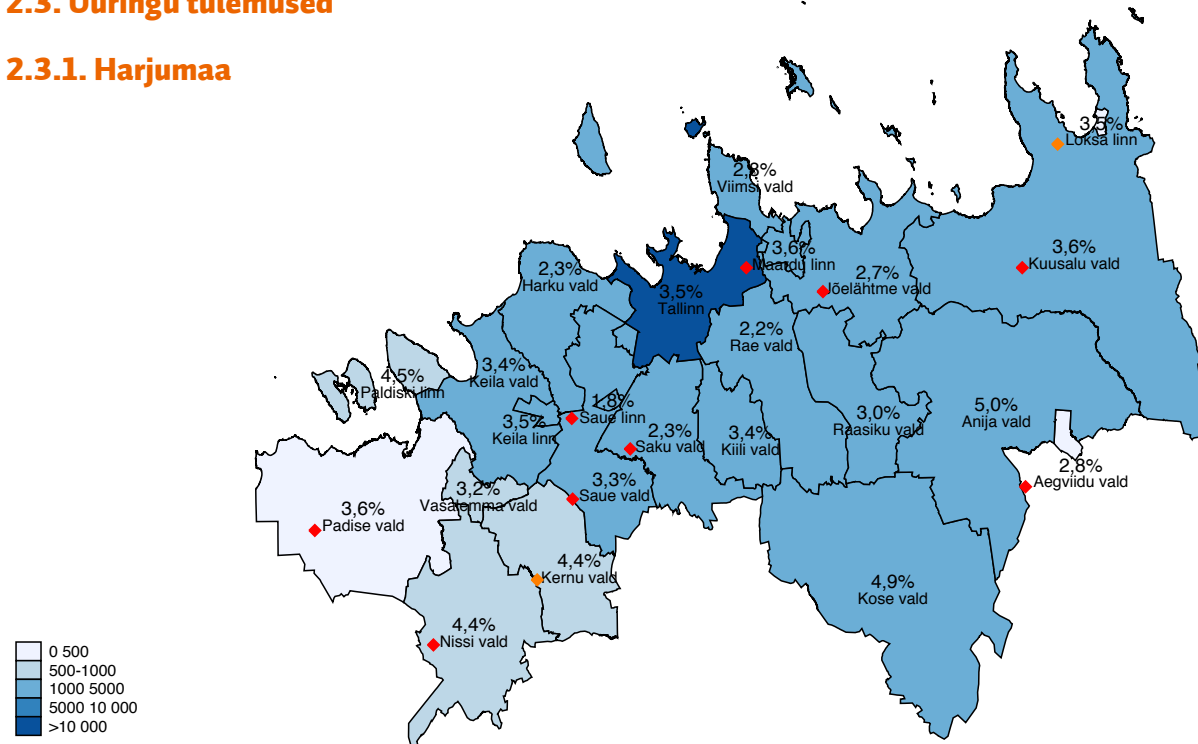 2.3. Uuringu tulemused
2.3.1. Harjumaa
3,5%
Loksa linn
2,8%
Viimsi vald
3,6%
Maardu linn
3,6%
Kuusalu vald
2,3%
Harku vald
2,7%
Jõelähtme vald
3,5%
Tallinn
2,2%
Rae vald
3,4%
Keila vald
4,5%
Paldiski linn
1,8%
Saue linn
3,5%
Keila linn
2,3%
Saku vald
3,4%
Kiili vald
3,0%
Raasiku vald
5,0%
Anija vald
2,8%
Aegviidu vald
3,3%
Saue vald
3,2%
Vasalemma vald
3,6%
Padise vald
4,4%
Kernu vald
4,9%
Kose vald
4,4%
Nissi vald
0 500
500-1000
1000 5000
5000 10 000
>10 000